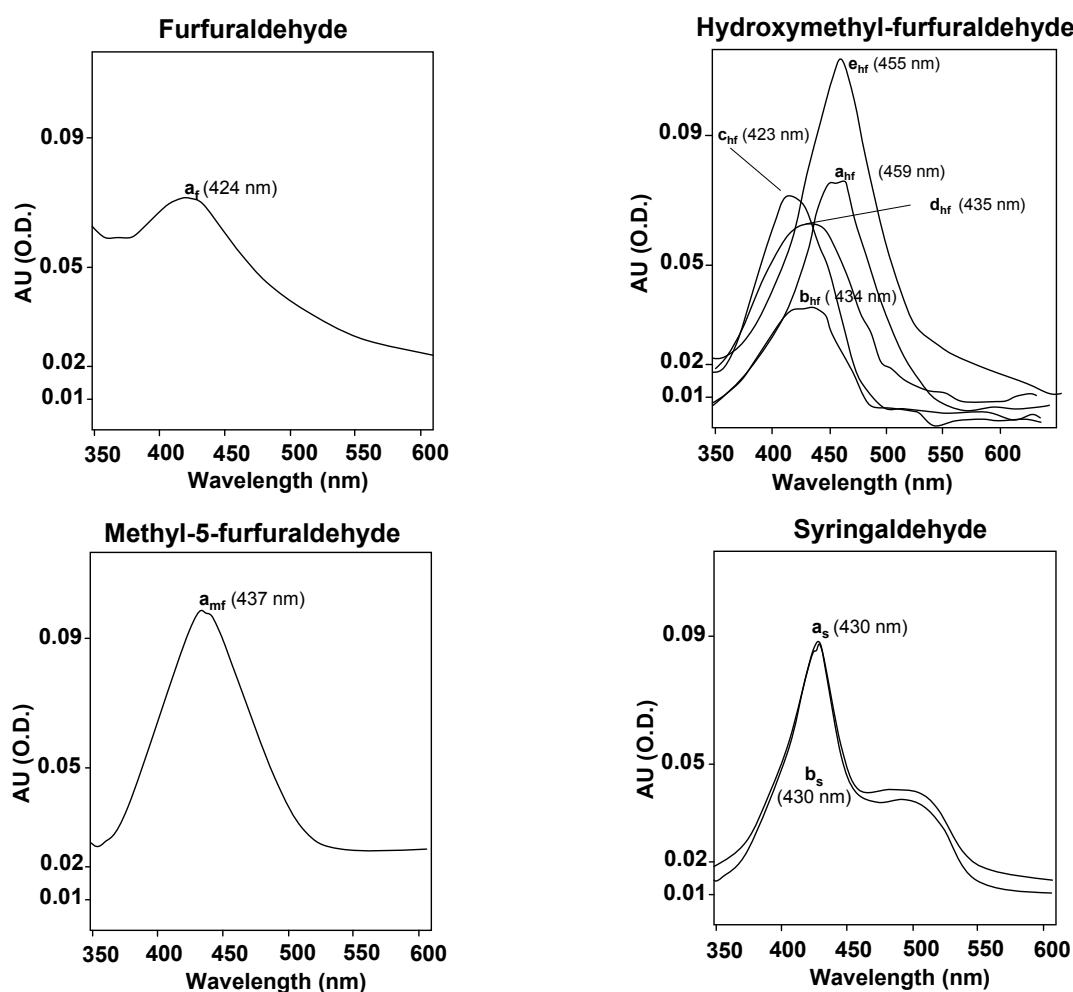 Furfuraldehyde
AU (O.D.)
0.09
0.05
0.02
0.01
a_f (424 nm)
350 400 450 500 550 600
Wavelength (nm)
Hydroxymethyl-furfuraldehyde
AU (O.D.)
0.09
0.05
0.02
0.01
e_hf (455 nm)
c_hf (423 nm)
a_hf (459 nm)
d_hf (435 nm)
b_hf ( 434 nm)
350 400 450 500 550 600
Wavelength (nm)
Methyl-5-furfuraldehyde
AU (O.D.)
0.09
0.05
0.02
0.01
a_mf (437 nm)
350 400 450 500 550 600
Wavelength (nm)
Syringaldehyde
AU (O.D.)
0.09
0.05
0.02
0.01
a_s (430 nm)
b_s
(430 nm)
350 400 450 500 550 600
Wavelength (nm)